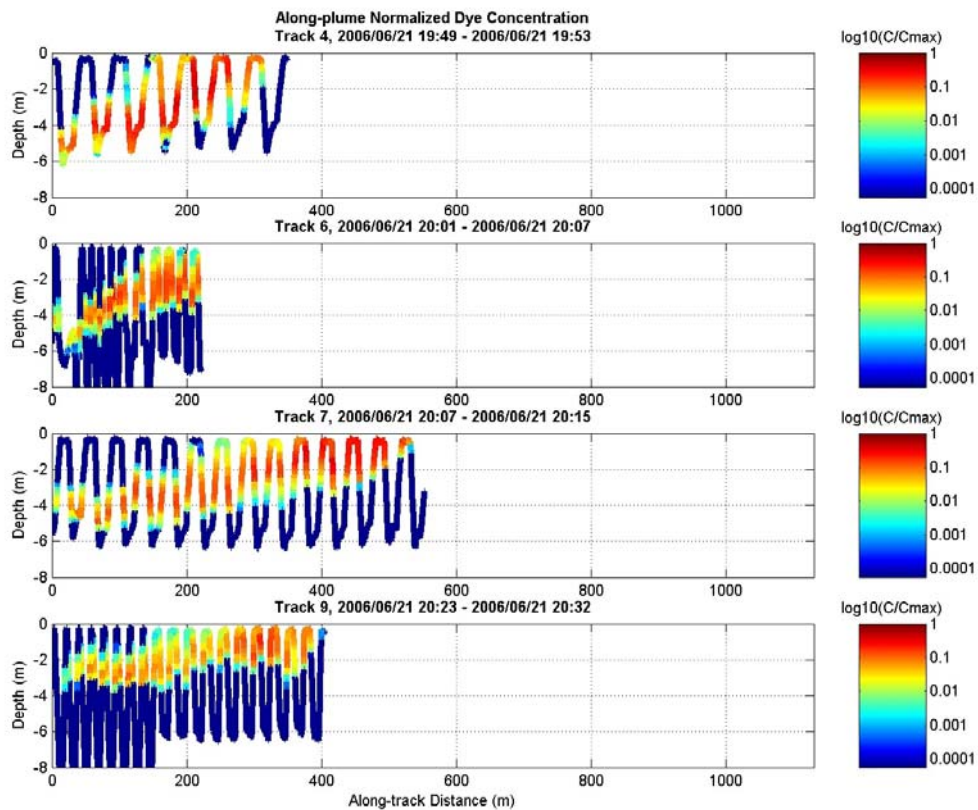 Along-plume Normalized Dye Concentration
Track 4, 2006/06/21 19:49 - 2006/06/21 19:53
log10(C/Cmax)
0
-2
-4
-6
-8
Depth (m)
0 200 400 600 800 1000
1
0.1
0.01
0.001
0.0001
Track 6, 2006/06/21 20:01 - 2006/06/21 20:07
log10(C/Cmax)
0
-2
-4
-6
-8
Depth (m)
0 200 400 600 800 1000
1
0.1
0.01
0.001
0.0001
Track 7, 2006/06/21 20:07 - 2006/06/21 20:15
log10(C/Cmax)
0
-2
-4
-6
-8
Depth (m)
0 200 400 600 800 1000
1
0.1
0.01
0.001
0.0001
Track 9, 2006/06/21 20:23 - 2006/06/21 20:32
log10(C/Cmax)
0
-2
-4
-6
-8
Depth (m)
0 200 400 600 800 1000
1
0.1
0.01
0.001
0.0001
Along-track Distance (m)